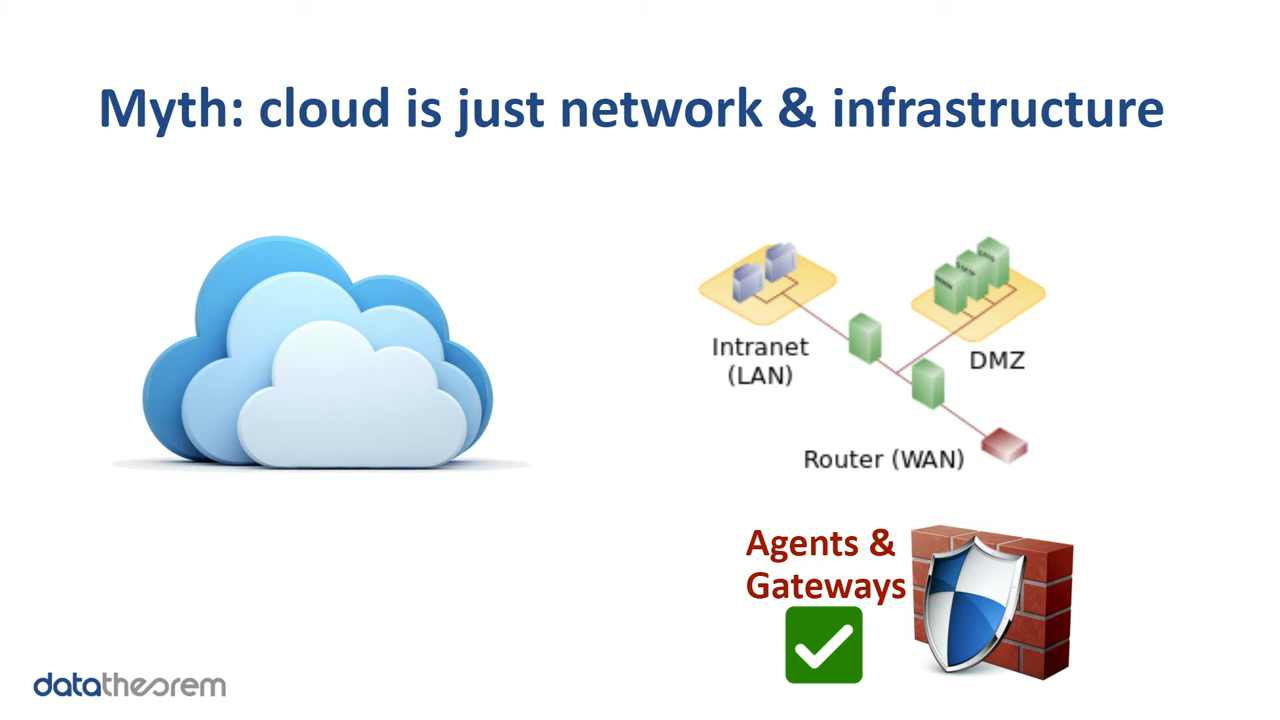 Myth: cloud is just network & infrastructure
Intranet
(LAN)
DMZ
Router (WAN)
Agents &
Gateways
datatheorem